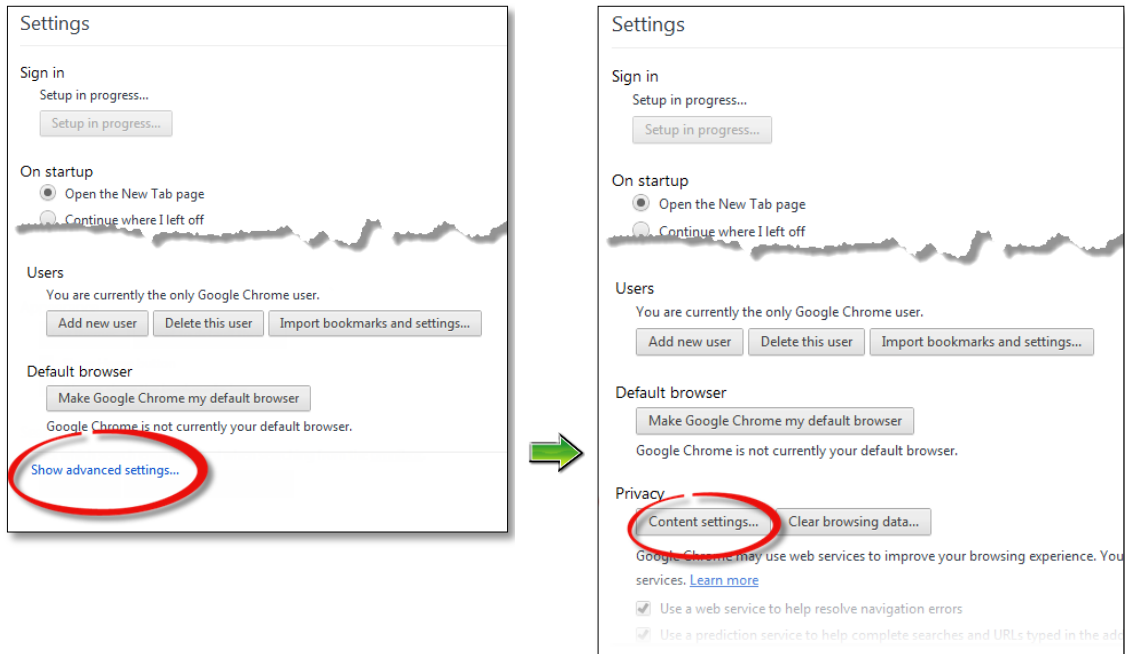 Settings
Sign in
Setup in progress...
Setup in progress...
On startup
Open the New Tab page
Continue where I left off
Users
You are currently the only Google Chrome user.
Add new user Delete this user Import bookmarks and settings...
Default browser
Make Google Chrome my default browser
Google Chrome is not currently your default browser.
Show advanced settings...
Settings
Sign in
Setup in progress...
Setup in progress...
On startup
Open the New Tab page
Continue where I left off
Users
You are currently the only Google Chrome user.
Add new user Delete this user Import bookmarks and settings...
Default browser
Make Google Chrome my default browser
Google Chrome is not currently your default browser.
Privacy
Content settings... Clear browsing data...
Google Chrome may use web services to improve your browsing experience. You
services. Learn more
Use a web service to help resolve navigation errors
Use a prediction service to help complete searches and URLs typed in the add